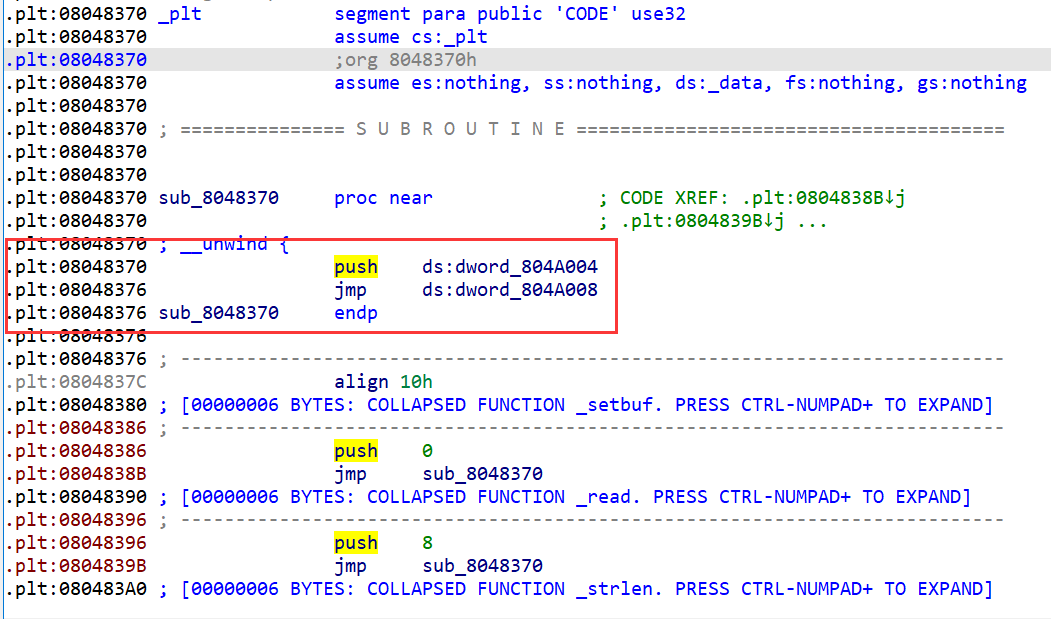 .plt:08048370 _plt segment para public 'CODE' use32
.plt:08048370 assume cs:_plt
.plt:08048370 ;org 8048370h
.plt:08048370 assume es:nothing, ss:nothing, ds:_data, fs:nothing, gs:nothing
.plt:08048370
.plt:08048370 ; =============== S U B R O U T I N E =======================================
.plt:08048370
.plt:08048370
.plt:08048370 sub_8048370 proc near ; CODE XREF: .plt:0804838B↓j
.plt:08048370 ; .plt:0804839B↓j ...
.plt:08048370 ; __unwind {
.plt:08048370 push ds:dword_804A004
.plt:08048376 jmp ds:dword_804A008
.plt:08048376 sub_8048370 endp
.plt:08048376
.plt:08048376 ; ---------------------------------------------------------------------------
.plt:0804837C align 10h
.plt:08048380 ; [00000006 BYTES: COLLAPSED FUNCTION _setbuf. PRESS CTRL-NUMPAD+ TO EXPAND]
.plt:08048386 ; ---------------------------------------------------------------------------
.plt:08048386 push 0
.plt:0804838B jmp sub_8048370
.plt:08048390 ; [00000006 BYTES: COLLAPSED FUNCTION _read. PRESS CTRL-NUMPAD+ TO EXPAND]
.plt:08048396 ; ---------------------------------------------------------------------------
.plt:08048396 push 8
.plt:0804839B jmp sub_8048370
.plt:080483A0 ; [00000006 BYTES: COLLAPSED FUNCTION _strlen. PRESS CTRL-NUMPAD+ TO EXPAND]